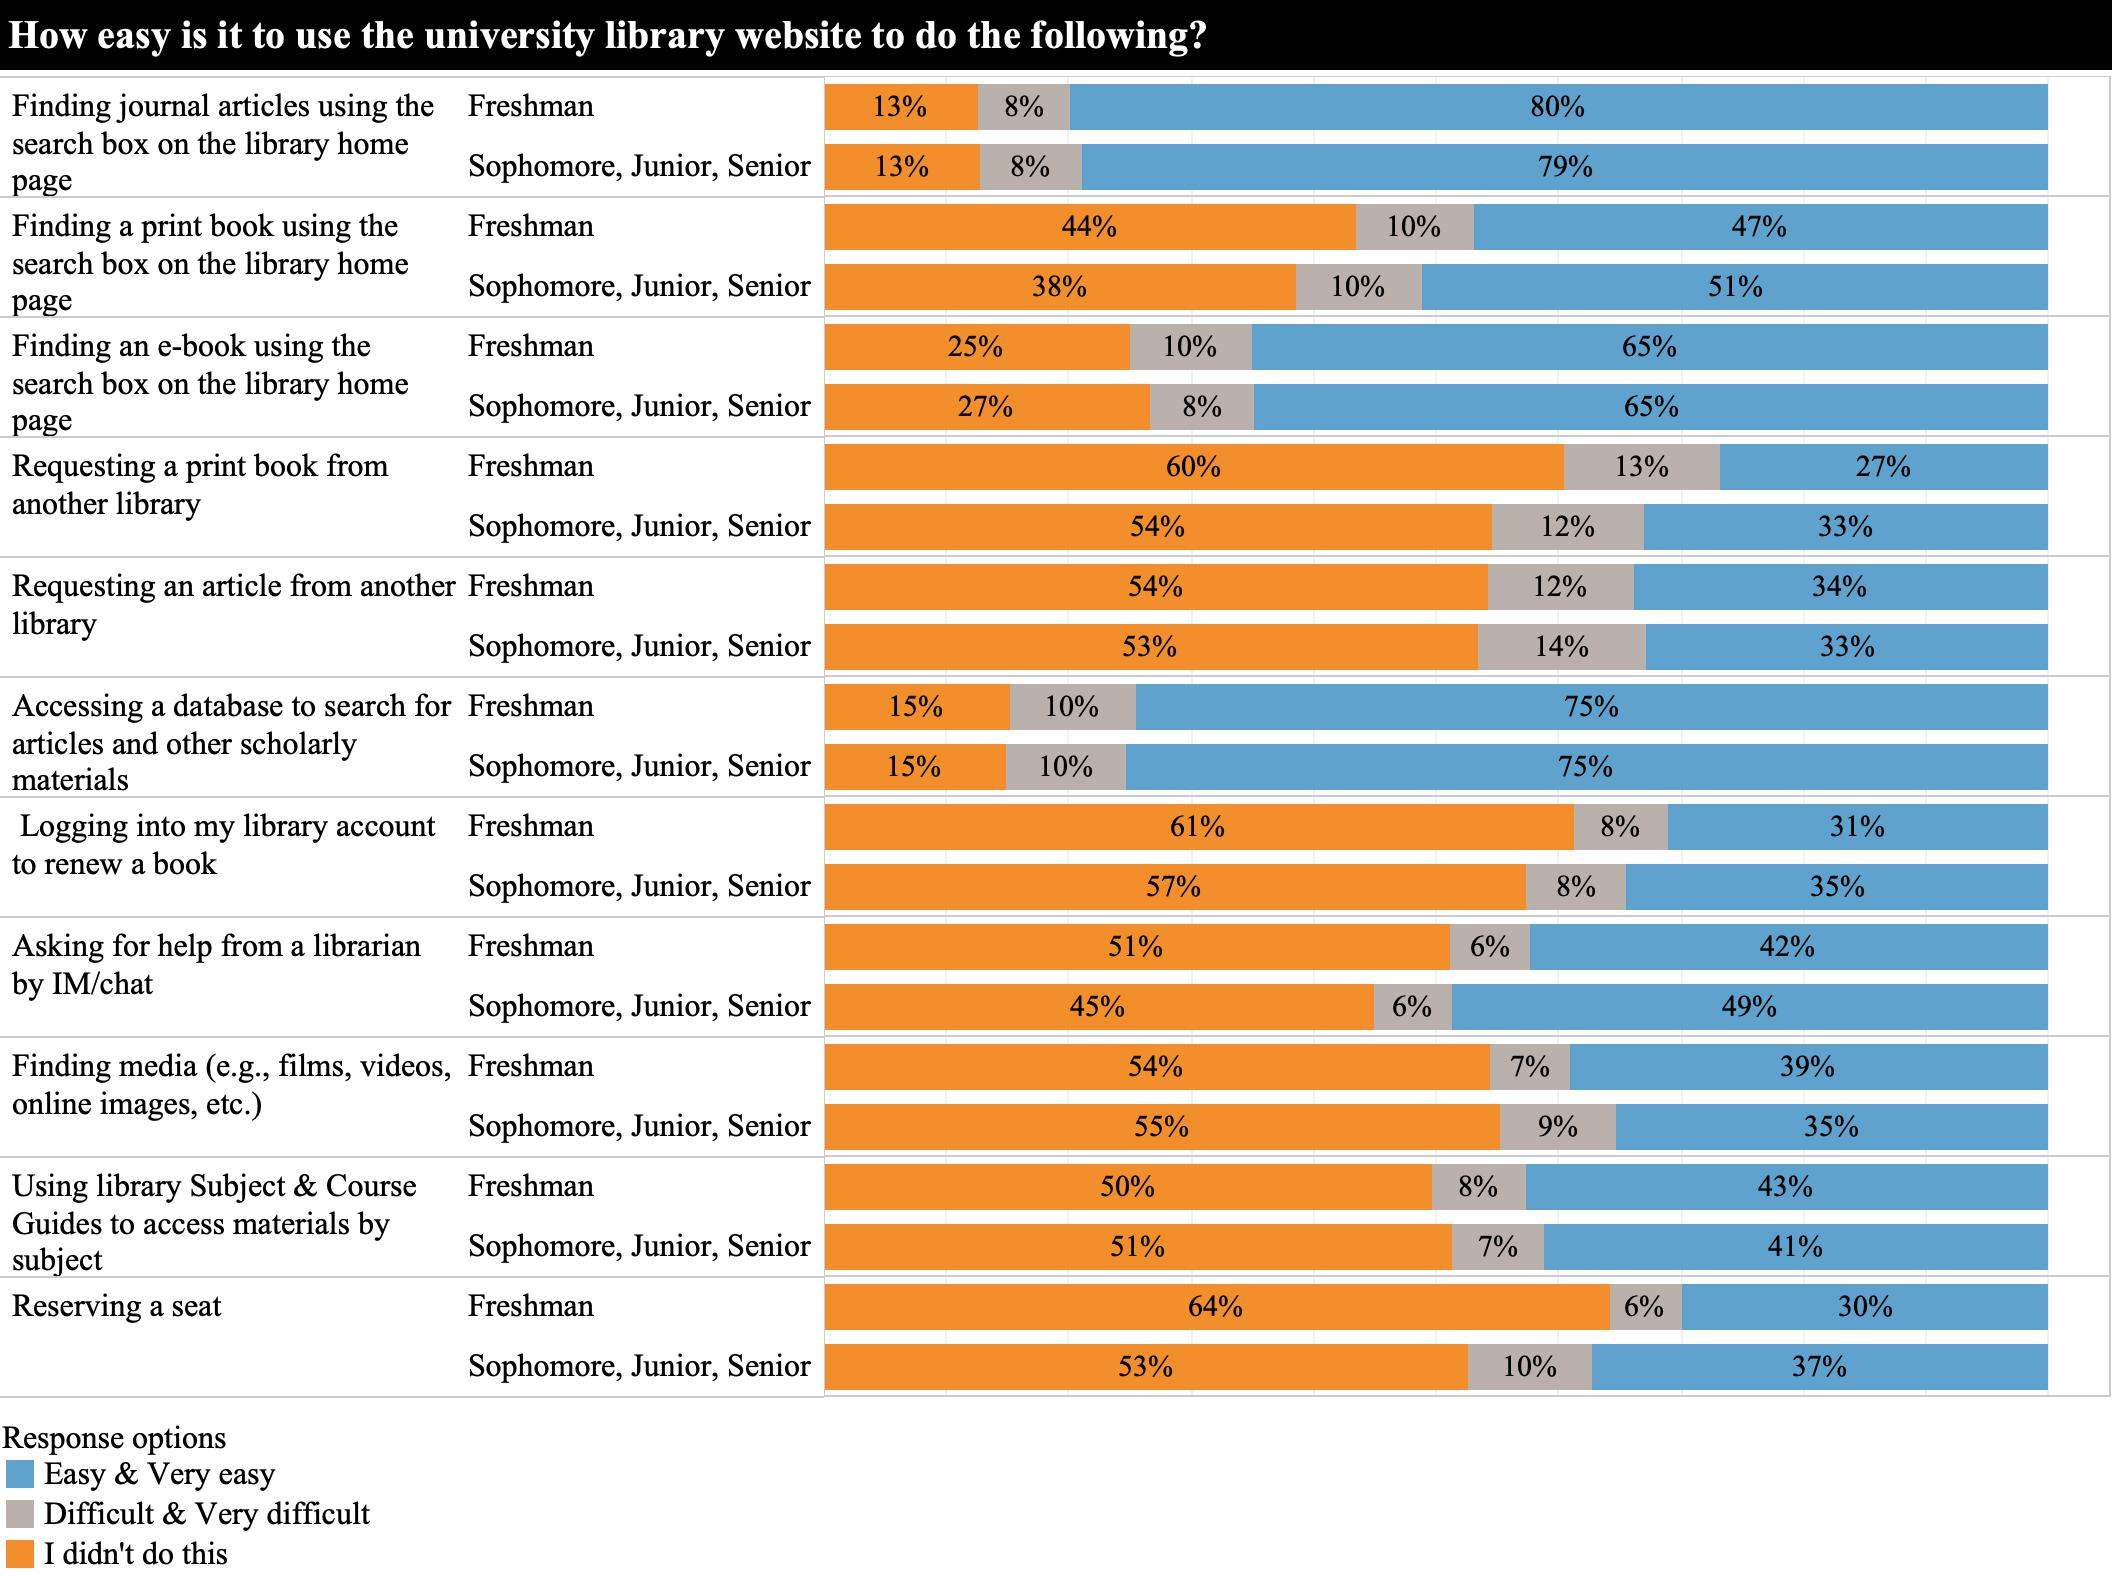 How easy is it to use the university library website to do the following?
Finding journal articles using the
search box on the library home
page
Freshman
13%
8%
80%
Sophomore, Junior, Senior
13%
8%
79%
Finding a print book using the
search box on the library home
page
Freshman
44%
10%
47%
Sophomore, Junior, Senior
38%
10%
51%
Finding an e-book using the
search box on the library home
page
Freshman
25%
10%
65%
Sophomore, Junior, Senior
27%
8%
65%
Requesting a print book from
another library
Freshman
60%
13%
27%
Sophomore, Junior, Senior
54%
12%
33%
Requesting an article from another
library
Freshman
54%
12%
34%
Sophomore, Junior, Senior
53%
14%
33%
Accessing a database to search for
articles and other scholarly
materials
Freshman
15%
10%
75%
Sophomore, Junior, Senior
15%
10%
75%
Logging into my library account
to renew a book
Freshman
61%
8%
31%
Sophomore, Junior, Senior
57%
8%
35%
Asking for help from a librarian
by IM/chat
Freshman
51%
6%
42%
Sophomore, Junior, Senior
45%
6%
49%
Finding media (e.g., films, videos,
online images, etc.)
Freshman
54%
7%
39%
Sophomore, Junior, Senior
55%
9%
35%
Using library Subject & Course
Guides to access materials by
subject
Freshman
50%
8%
43%
Sophomore, Junior, Senior
51%
7%
41%
Reserving a seat
Freshman
64%
6%
30%
Sophomore, Junior, Senior
53%
10%
37%
Response options
Easy & Very easy
Difficult & Very difficult
I didn't do this